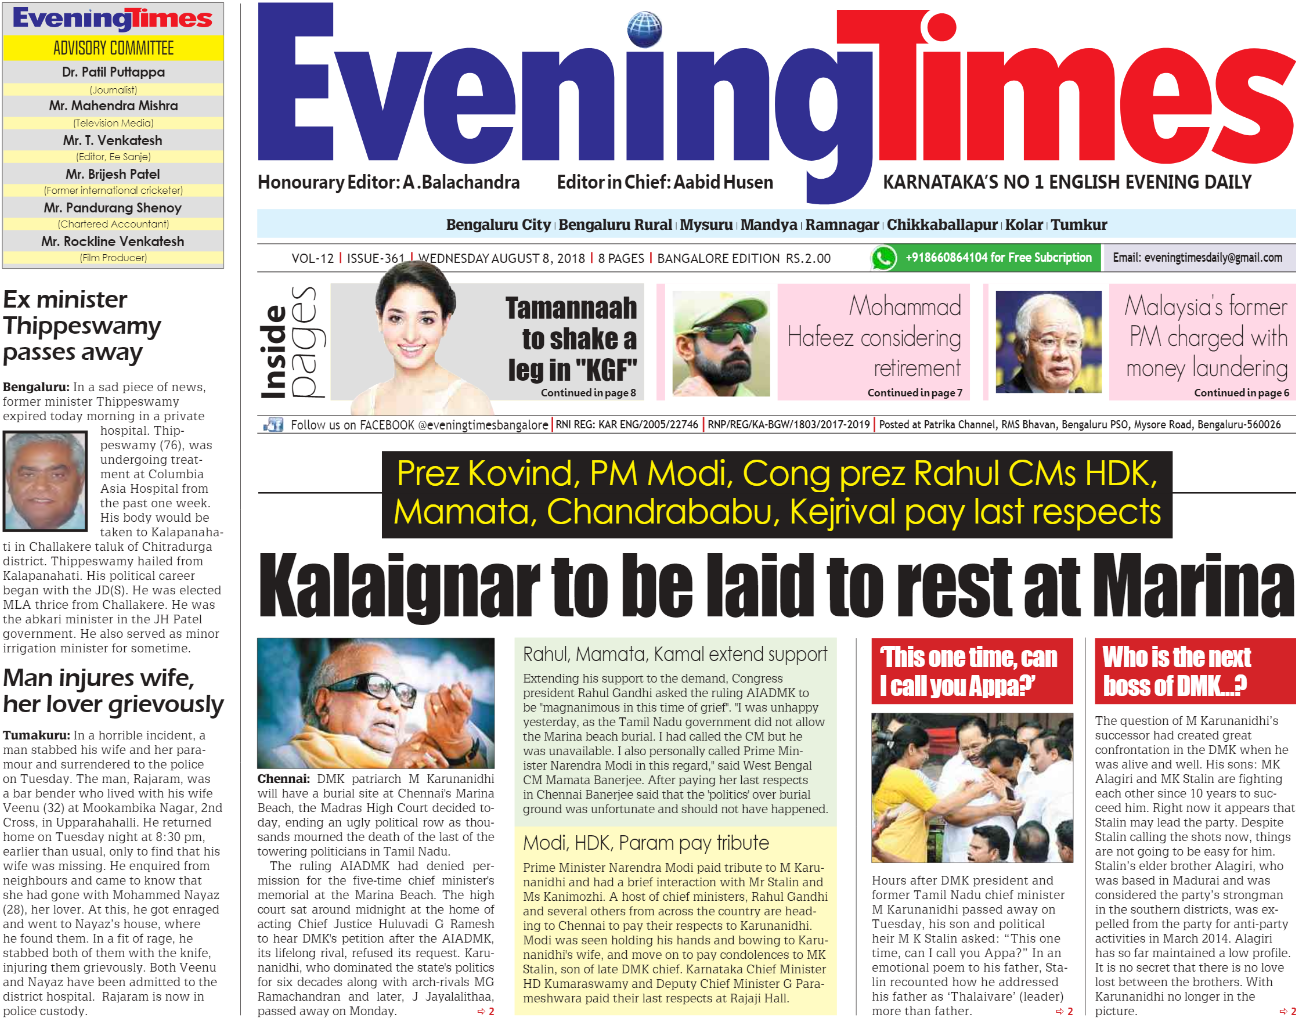 EveningTimes
ADVISORY COMMITTEE
Dr. Patil Puttappa
(Journalist)
Mr. Mahendra Mishra
(Television Media)
Mr. T. Venkatesh
(Editor, Ee Sanje)
Mr. Brijesh Patel
(Former international cricketer)
Mr. Pandurang Shenoy
(Chartered Accountant)
Mr. Rockline Venkatesh
(Film Producer)
Ex minister
Thippeswamy
passes away
Bengaluru: In a sad piece of news,
former minister Thippeswamy
expired today morning in a private
hospital. Thip-
peswamy (76), was
undergoing treat-
ment at Columbia
Asia Hospital from
the past one week.
His body would be
taken to Kalapanaha-
ti in Challakere taluk of Chitradurga
district. Thippeswamy hailed from
Kalapanahati. His political career
began with the JD(S). He was elected
MLA thrice from Challakere. He was
the abkari minister in the JH Patel
government. He also served as minor
irrigation minister for sometime.
Man injures wife,
her lover grievously
Tumakuru: In a horrible incident, a
man stabbed his wife and her para-
mour and surrendered to the police
on Tuesday. The man, Rajaram, was
a bar bender who lived with his wife
Veenu (32) at Mookambika Nagar, 2nd
Cross, in Upparahahalli. He returned
home on Tuesday night at 8:30 pm,
earlier than usual, only to find that his
wife was missing. He enquired from
neighbours and came to know that
she had gone with Mohammed Nayaz
(28), her lover. At this, he got enraged
and went to Nayaz's house, where
he found them. In a fit of rage, he
stabbed both of them with the knife,
injuring them grievously. Both Veenu
and Nayaz have been admitted to the
district hospital. Rajaram is now in
police custody.
EveningTimes
Honourary Editor: A .Balachandra
Editor in Chief: Aabid Husen
KARNATAKA'S NO 1 ENGLISH EVENING DAILY
Bengaluru City | Bengaluru Rural | Mysuru | Mandya | Ramnagar | Chikkaballapur | Kolar | Tumkur
VOL-12 | ISSUE-361 | WEDNESDAY AUGUST 8, 2018 | 8 PAGES | BANGALORE EDITION RS.2.00
+918660864104 for Free Subcription
Email: eveningtimesdaily@gmail.com
Inside
pages
Tamannaah
to shake a
leg in "KGF"
Continued in page 8
Mohammad
Hafeez considering
retirement
Continued in page 7
Malaysia's former
PM charged with
money laundering
Continued in page 6
Follow us on FACEBOOK @eveningtimesbangalore | RNI REG: KAR ENG/2005/22746 | RNP/REG/KA-BGW/1803/2017-2019 | Posted at Patrika Channel, RMS Bhavan, Bengaluru PSO, Mysore Road, Bengaluru-560026
Prez Kovind, PM Modi, Cong prez Rahul CMs HDK,
Mamata, Chandrababu, Kejrival pay last respects
Kalaignar to be laid to rest at Marina
Chennai: DMK patriarch M Karunanidhi
will have a burial site at Chennai's Marina
Beach, the Madras High Court decided to-
day, ending an ugly political row as thou-
sands mourned the death of the last of the
towering politicians in Tamil Nadu.
The ruling AIADMK had denied per-
mission for the five-time chief minister's
memorial at the Marina Beach. The high
court sat around midnight at the home of
acting Chief Justice Huluvadi G Ramesh
to hear DMK's petition after the AIADMK,
its lifelong rival, refused its request. Karu-
nanidhi, who dominated the state's politics
for six decades along with arch-rivals MG
Ramachandran and later, J Jayalalithaa,
passed away on Monday.
2
Rahul, Mamata, Kamal extend support
Extending his support to the demand, Congress
president Rahul Gandhi asked the ruling AIADMK to
be "magnanimous in this time of grief". "I was unhappy
yesterday, as the Tamil Nadu government did not allow
the Marina beach burial. I had called the CM but he
was unavailable. I also personally called Prime Min-
ister Narendra Modi in this regard," said West Bengal
CM Mamata Banerjee. After paying her last respects
in Chennai Banerjee said that the 'politics' over burial
ground was unfortunate and should not have happened.
Modi, HDK, Param pay tribute
Prime Minister Narendra Modi paid tribute to M Karu-
nanidhi and had a brief interaction with Mr Stalin and
Ms Kanimozhi. A host of chief ministers, Rahul Gandhi
and several others from across the country are head-
ing to Chennai to pay their respects to Karunanidhi.
Modi was seen holding his hands and bowing to Karu-
nanidhi's wife, and move on to pay condolences to MK
Stalin, son of late DMK chief. Karnataka Chief Minister
HD Kumaraswamy and Deputy Chief Minister G Para-
meshwara paid their last respects at Rajaji Hall.
'This one time, can
I call you Appa?'
Hours after DMK president and
former Tamil Nadu chief minister
M Karunanidhi passed away on
Tuesday, his son and political
heir M K Stalin asked: "This one
time, can I call you Appa?" In an
emotional poem to his father, Sta-
lin recounted how he addressed
his father as 'Thalaivare' (leader)
more than father.
2
Who is the next
boss of DMK...?
The question of M Karunanidhi's
successor had created great
confrontation in the DMK when he
was alive and well. His sons: MK
Alagiri and MK Stalin are fighting
each other since 10 years to suc-
ceed him. Right now it appears that
Stalin may lead the party. Despite
Stalin calling the shots now, things
are not going to be easy for him.
Stalin's elder brother Alagiri, who
was based in Madurai and was
considered the party's strongman
in the southern districts, was ex-
pelled from the party for anti-party
activities in March 2014. Alagiri
has so far maintained a low profile.
It is no secret that there is no love
lost between the brothers. With
Karunanidhi no longer in the
picture.
2